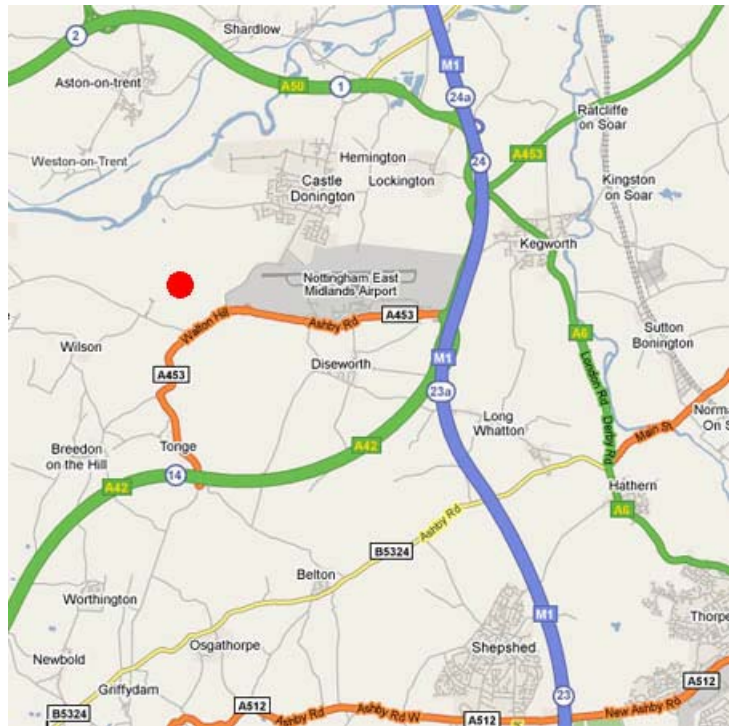 2
Shardlow
M1
Aston-on-trent
A50
1
24a
Ratcliffe
on Soar
Weston-on-Trent
Hemington
24
A453
Castle
Donington
Lockington
Kingston
on Soar
Kegworth
Nottingham East
Midlands Airport
A453
Walton Hill
Ashby Rd
A6
Sutton
Bonington
Wilson
A453
Diseworth
M1
23a
London Rd
Derby Rd
Long
Whatton
Main St
Norma
On S
Breedon
on the Hill
Tonge
A42
14
A42
Hathern
A6
Ashby Rd
B5324
Belton
Worthington
M1
Thorpe
Osgathorpe
Shepshed
Newbold
A512
Griffydam
23
B5324
A512
Ashby Rd
Ashby Rd W
A512
New Ashby Rd